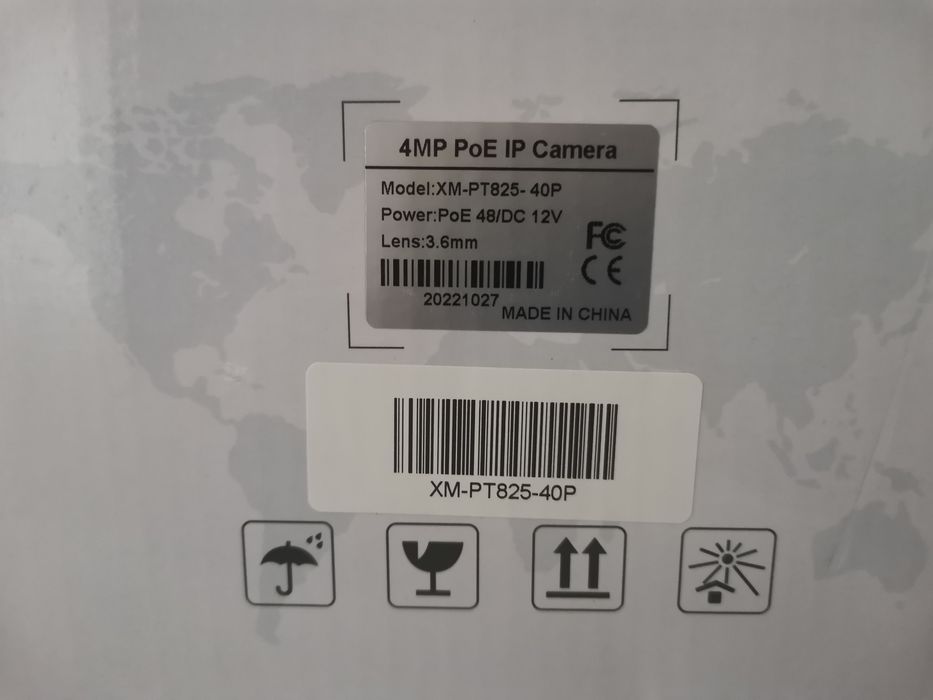 4MP PoE IP Camera
Model:XM-PT825- 40P
Power:PoE 48/DC 12V
Lens:3.6mm
FC
CE
20221027
MADE IN CHINA
XM-PT825-40P